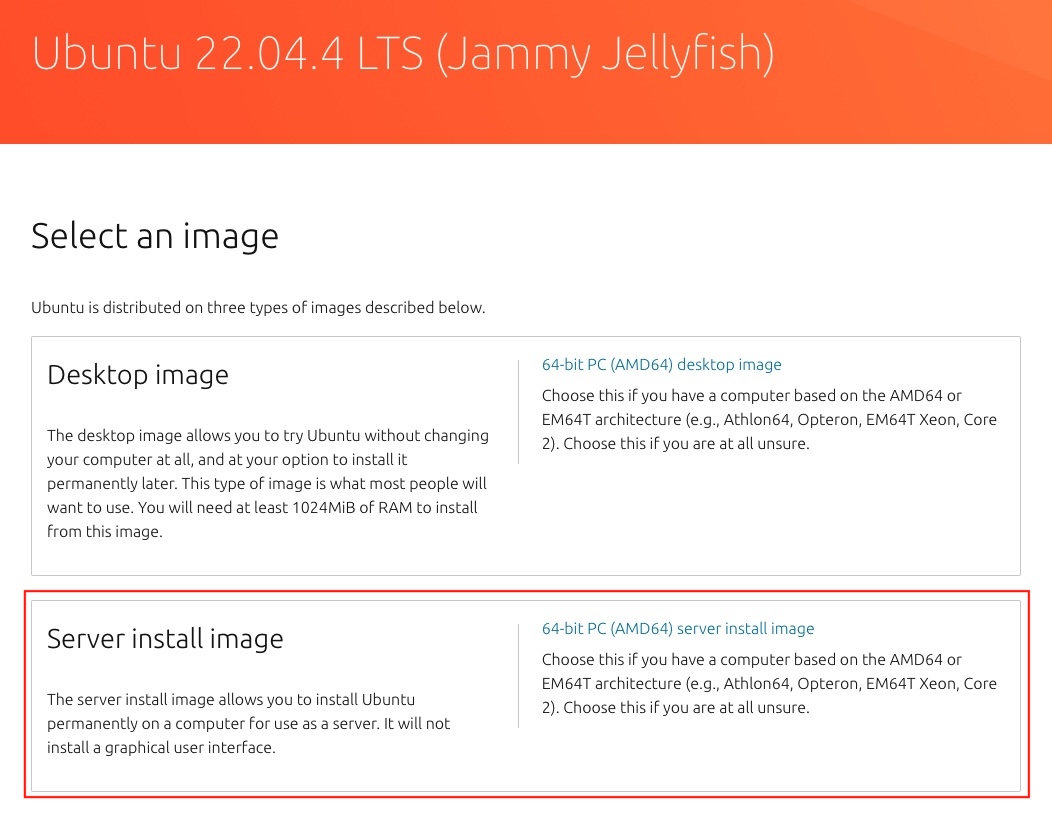 Ubuntu 22.04.4 LTS (Jammy Jellyfish)
Select an image
Ubuntu is distributed on three types of images described below.
Desktop image
The desktop image allows you to try Ubuntu without changing
your computer at all, and at your option to install it
permanently later. This type of image is what most people will
want to use. You will need at least 1024MiB of RAM to install
from this image.
64-bit PC (AMD64) desktop image
Choose this if you have a computer based on the AMD64 or
EM64T architecture (e.g., Athlon64, Opteron, EM64T Xeon, Core
2). Choose this if you are at all unsure.
Server install image
The server install image allows you to install Ubuntu
permanently on a computer for use as a server. It will not
install a graphical user interface.
64-bit PC (AMD64) server install image
Choose this if you have a computer based on the AMD64 or
EM64T architecture (e.g., Athlon64, Opteron, EM64T Xeon, Core
2). Choose this if you are at all unsure.